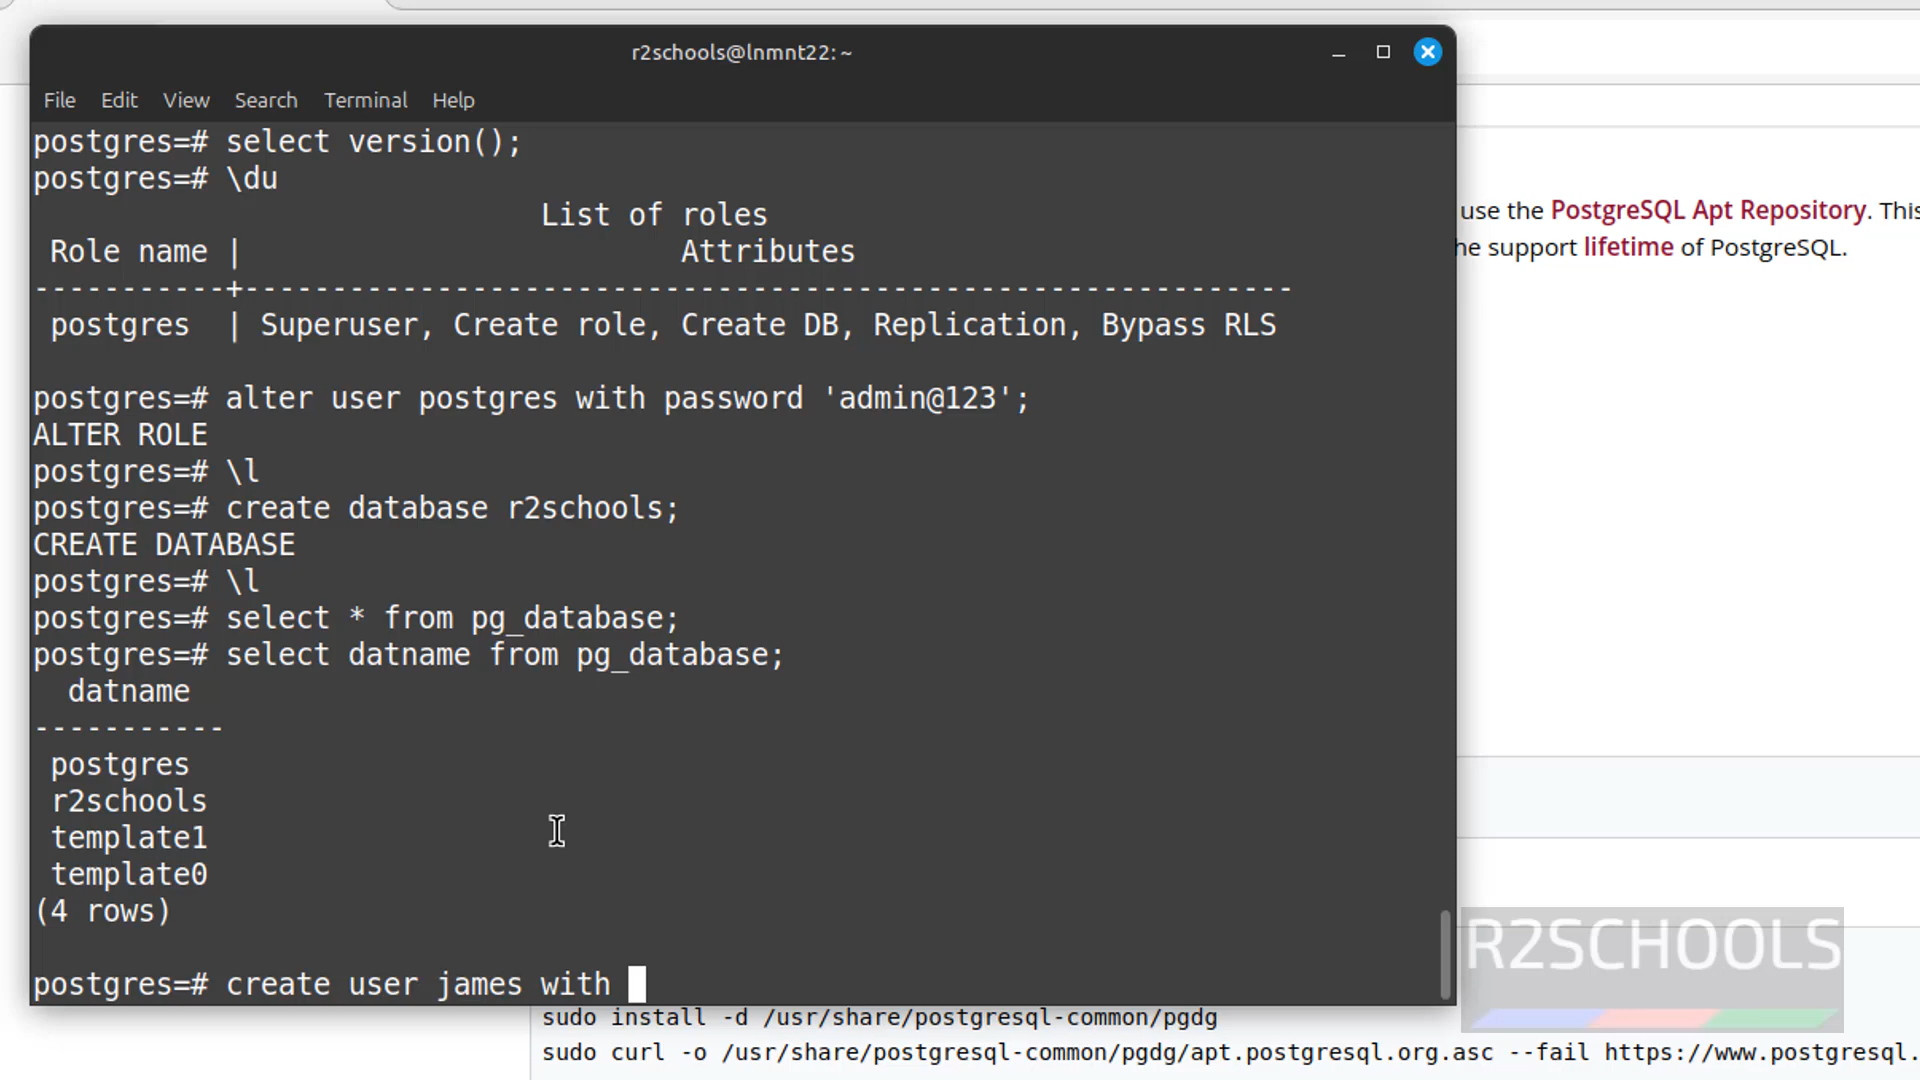 r2schools@lnmnt22: ~
File Edit View Search Terminal Help
postgres=# select version();
postgres=# \du
List of roles
Role name | Attributes
-----------+------------------------------------------------------------
postgres | Superuser, Create role, Create DB, Replication, Bypass RLS
postgres=# alter user postgres with password 'admin@123';
ALTER ROLE
postgres=# \l
postgres=# create database r2schools;
CREATE DATABASE
postgres=# \l
postgres=# select * from pg_database;
postgres=# select datname from pg_database;
datname
-----------
postgres
r2schools
template1
template0
(4 rows)
postgres=# create user james with
use the PostgreSQL Apt Repository. This
he support lifetime of PostgreSQL.
R2SCHOOLS
sudo install -d /usr/share/postgresql-common/pgdg
sudo curl -o /usr/share/postgresql-common/pgdg/apt.postgresql.org.asc --fail https://www.postgresql.